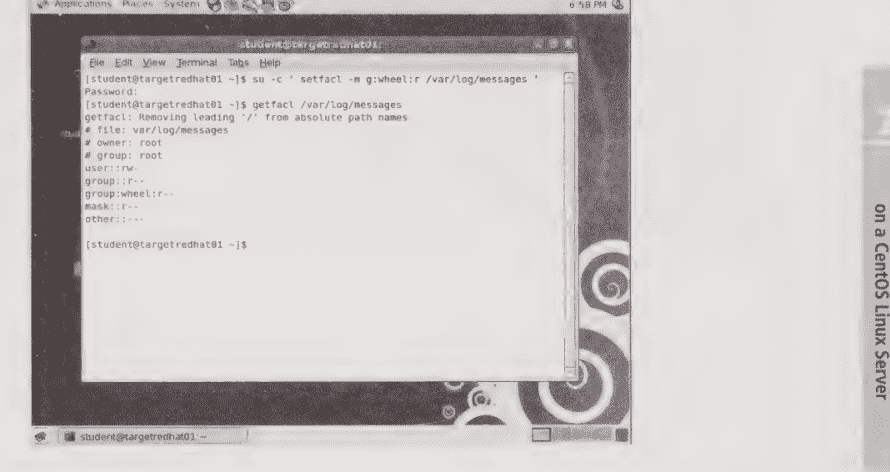 Applications Places System
6:58 PM
student@targetredhat01:
File Edit View Terminal Tabs Help
[student@targetredhat01 ~]$ su -c ' setfacl -m g:wheel:r /var/log/messages '
Password:
[student@targetredhat01 ~]$ getfacl /var/log/messages
getfacl: Removing leading '/' from absolute path names
# file: var/log/messages
# owner: root
# group: root
user::rw-
group::r--
group:wheel:r--
mask::r--
other::---
[student@targetredhat01 ~]$
student@targetredhat01:~
on a CentOS Linux Server